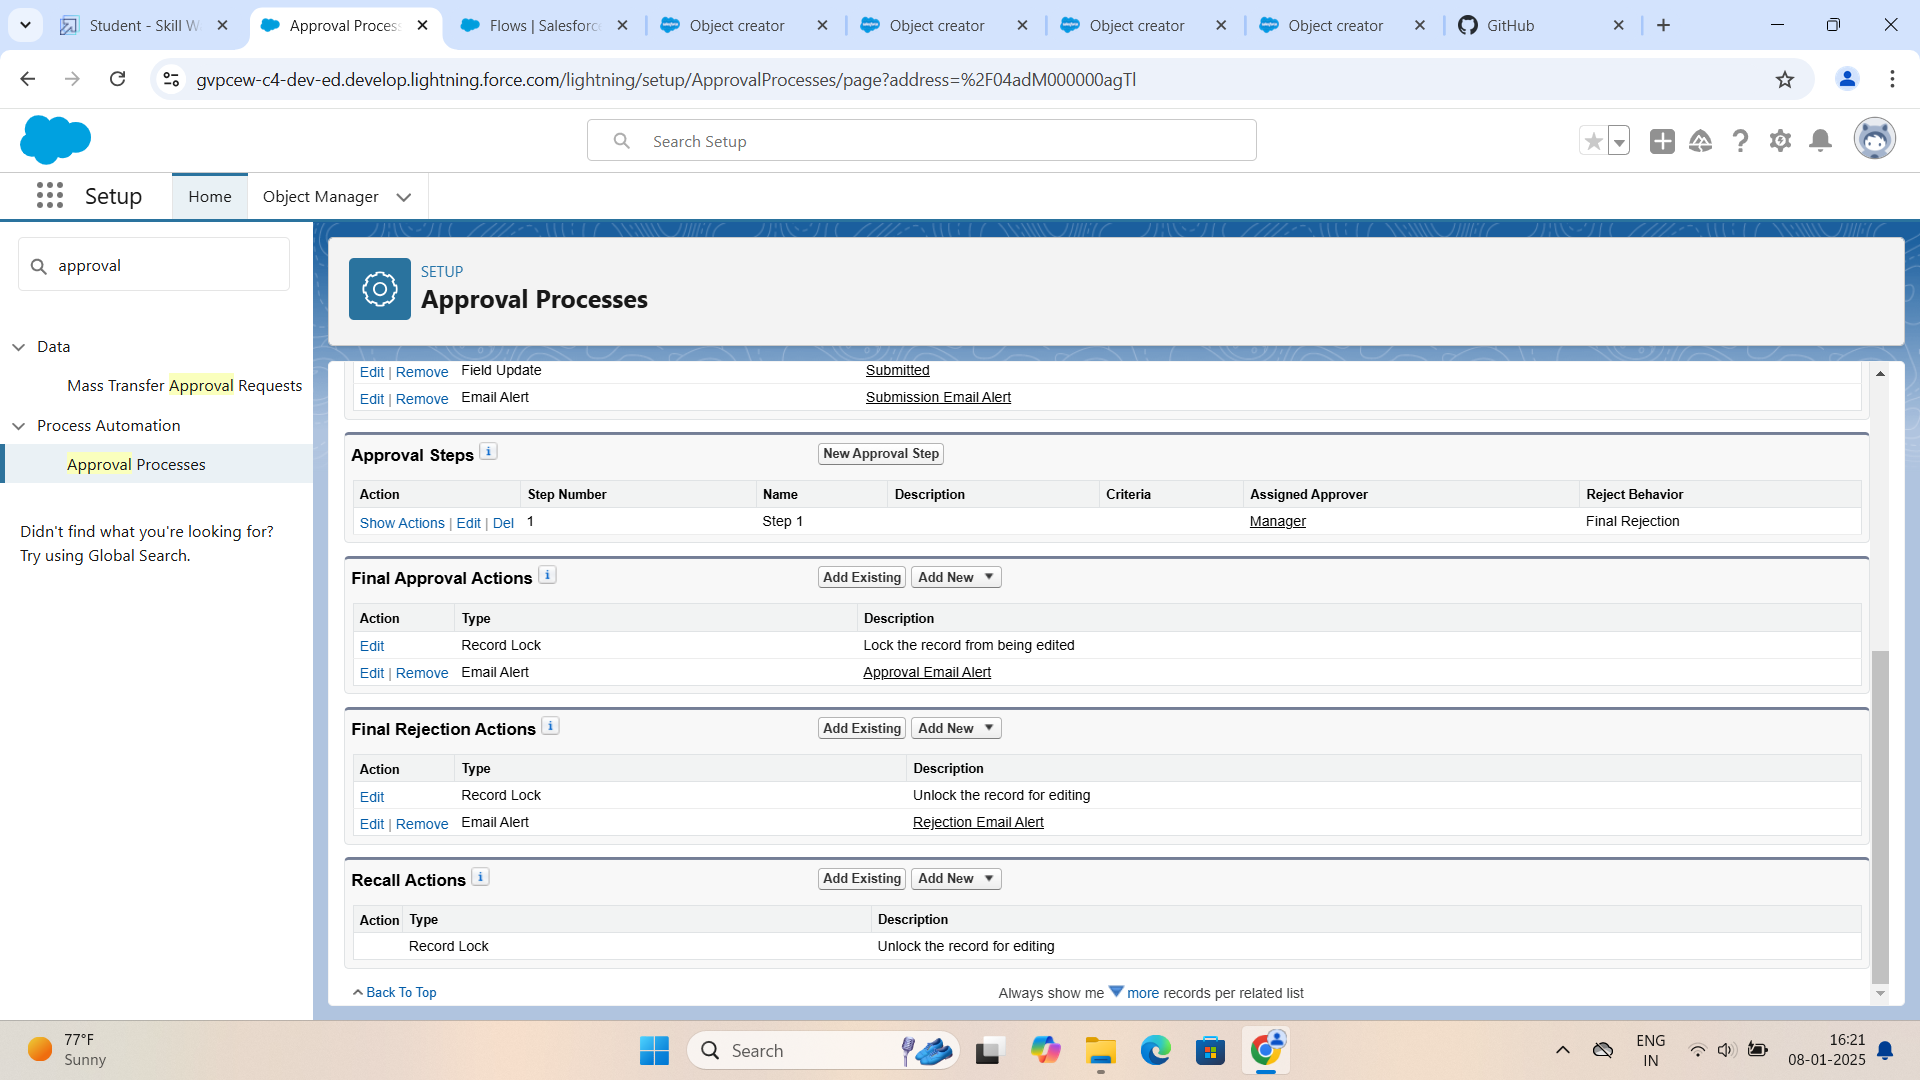 Student - Skill W
Approval Process
Flows | Salesforc
Object creator
Object creator
Object creator
Object creator
GitHub
gvpcew-c4-dev-ed.develop.lightning.force.com/lightning/setup/ApprovalProcesses/page?address=%2F04adM000000agTl
Search Setup
Setup
Home
Object Manager
approval
Data
Mass Transfer Approval Requests
Process Automation
Approval Processes
Didn't find what you're looking for?
Try using Global Search.
SETUP
Approval Processes
Edit | Remove Field Update Submitted
Edit | Remove Email Alert Submission Email Alert
Approval Steps i New Approval Step
Action Step Number Name Description Criteria Assigned Approver Reject Behavior
Show Actions | Edit | Del 1 Step 1 Manager Final Rejection
Final Approval Actions i Add Existing Add New
Action Type Description
Edit Record Lock Lock the record from being edited
Edit | Remove Email Alert Approval Email Alert
Final Rejection Actions i Add Existing Add New
Action Type Description
Edit Record Lock Unlock the record for editing
Edit | Remove Email Alert Rejection Email Alert
Recall Actions i Add Existing Add New
Action Type Description
Record Lock Unlock the record for editing
Back To Top
Always show me more records per related list
77°F
Sunny
Search
ENG
IN
16:21
08-01-2025